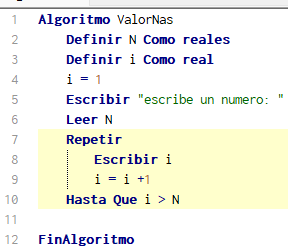 1 Algoritmo ValorNas
2 Definir N Como reales
3 Definir i Como real
4 i = 1
5 Escribir "escribe un numero: "
6 Leer N
7 Repetir
8 Escribir i
9 i = i +1
10 Hasta Que i > N
11
12 FinAlgoritmo